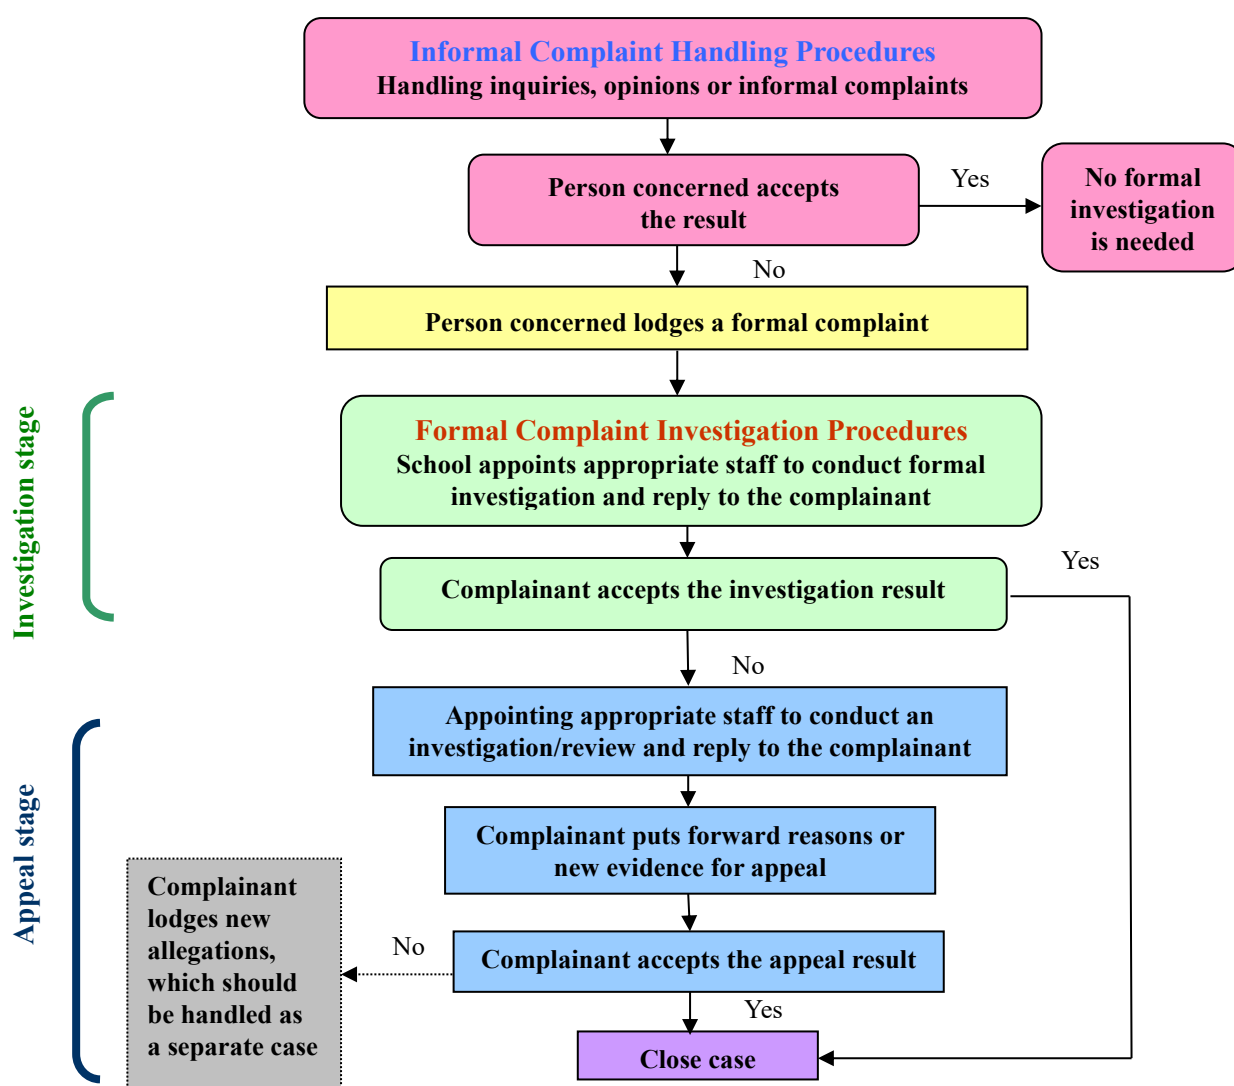 Informal Complaint Handling Procedures
Handling inquiries, opinions or informal complaints
Person concerned accepts
the result
Yes
No formal
investigation
is needed
No
Person concerned lodges a formal complaint
Investigation stage
Formal Complaint Investigation Procedures
School appoints appropriate staff to conduct formal
investigation and reply to the complainant
Complainant accepts the investigation result
Yes
No
Appeal stage
Appointing appropriate staff to conduct an
investigation/review and reply to the complainant
Complainant puts forward reasons or
new evidence for appeal
Complainant accepts the appeal result
No
Complainant
lodges new
allegations,
which should
be handled as
a separate case
Yes
Close case